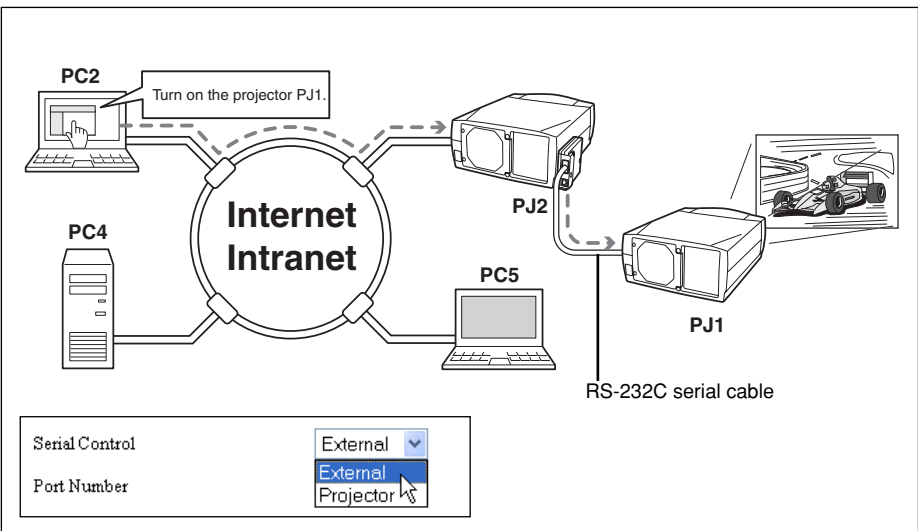 PC2
Turn on the projector PJ1.
PJ2
Internet
Intranet
PC4
PC5
PJ1
RS-232C serial cable
Serial Control
External
External
Port Number
Projector